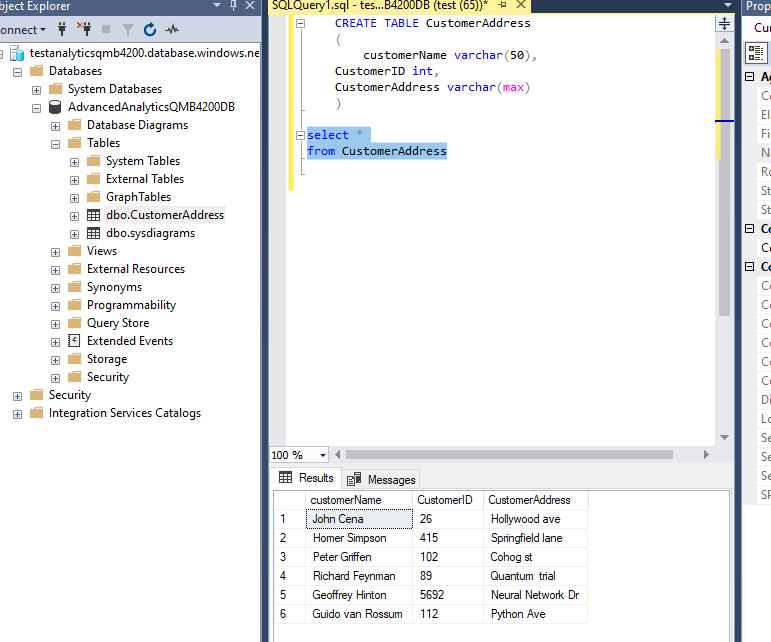 bject Explorer
onnect
testanalyticsqmb4200.database.windows.ne
Databases
System Databases
AdvancedAnalyticsQMB4200DB
Database Diagrams
Tables
System Tables
External Tables
GraphTables
dbo.CustomerAddress
dbo.sysdiagrams
Views
External Resources
Synonyms
Programmability
Query Store
Extended Events
Storage
Security
Security
Integration Services Catalogs
SQLQuery1.sql - tes...B4200DB (test (65))*
CREATE TABLE CustomerAddress
(
customerName varchar(50),
CustomerID int,
CustomerAddress varchar(max)
)
select *
from CustomerAddress
100 %
Results Messages
customerName CustomerID CustomerAddress
1 John Cena 26 Hollywood ave
2 Homer Simpson 415 Springfield lane
3 Peter Griffen 102 Cohog st
4 Richard Feynman 89 Quantum trial
5 Geoffrey Hinton 5692 Neural Network Dr
6 Guido van Rossum 112 Python Ave
Prop
Cur
Ag
Co
Ela
Fi
N
Ro
St
St
Co
Co
Co
Co
Co
Co
Co
Co
Co
Di
Lo
Se
Se
Se
SP